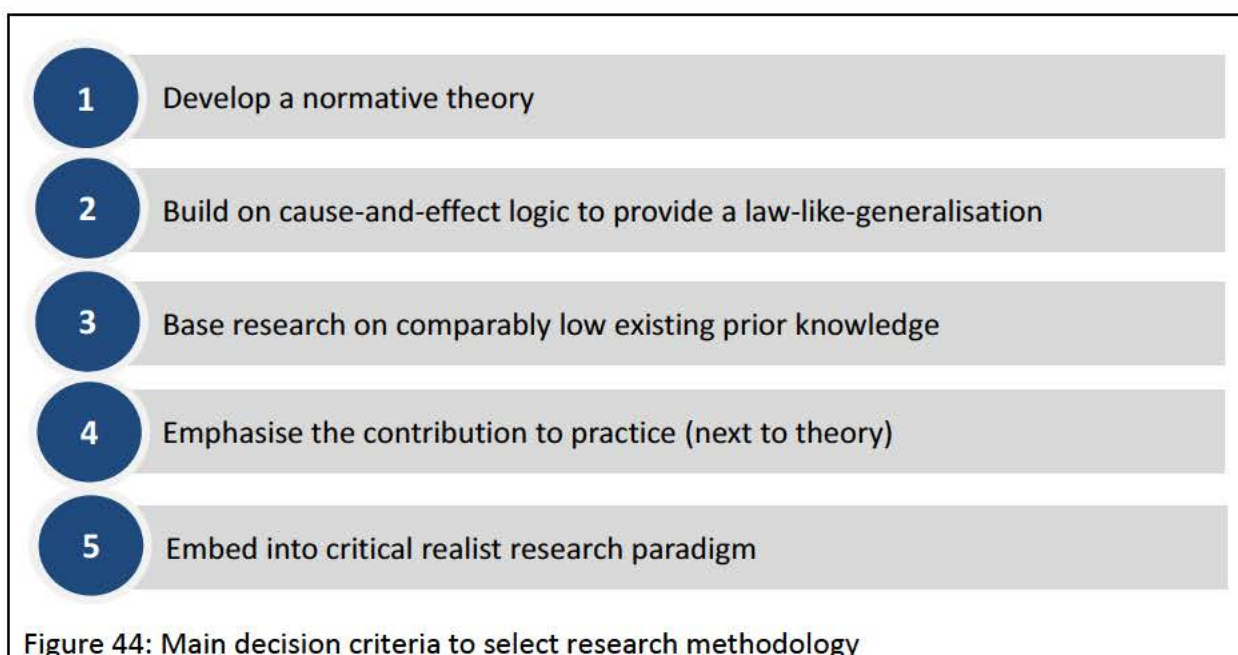 1 Develop a normative theory
2 Build on cause-and-effect logic to provide a law-like-generalisation
3 Base research on comparably low existing prior knowledge
4 Emphasise the contribution to practice (next to theory)
5 Embed into critical realist research paradigm
Figure 44: Main decision criteria to select research methodology